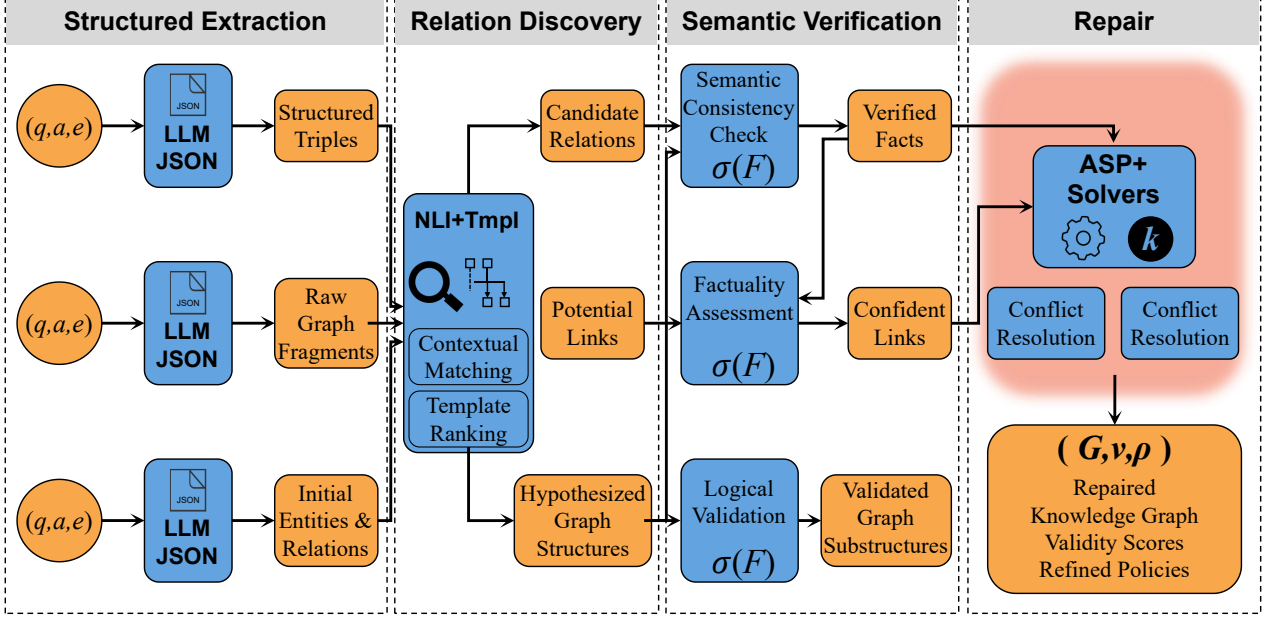 Structured Extraction
Relation Discovery
Semantic Verification
Repair
(q,a,e)
JSON
LLM
JSON
Structured
Triples
(q,a,e)
JSON
LLM
JSON
Raw
Graph
Fragments
(q,a,e)
JSON
LLM
JSON
Initial
Entities &
Relations
NLI+Tmpl
Contextual
Matching
Template
Ranking
Candidate
Relations
Potential
Links
Hypothesized
Graph
Structures
Semantic
Consistency
Check
σ(F)
Factuality
Assessment
σ(F)
Logical
Validation
σ(F)
Verified
Facts
Confident
Links
Validated
Graph
Substructures
ASP+
Solvers
k
Conflict
Resolution
Conflict
Resolution
( G,v,ρ )
Repaired
Knowledge Graph
Validity Scores
Refined Policies